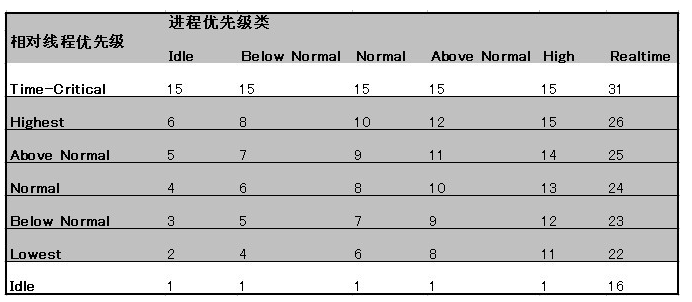 进程优先级类
相对线程优先级
Idle Below Normal Normal Above Normal High Realtime
Time-Critical 15 15 15 15 15 31
Highest 6 8 10 12 15 26
Above Normal 5 7 9 11 14 25
Normal 4 6 8 10 13 24
Below Normal 3 5 7 9 12 23
Lowest 2 4 6 8 11 22
Idle 1 1 1 1 1 16